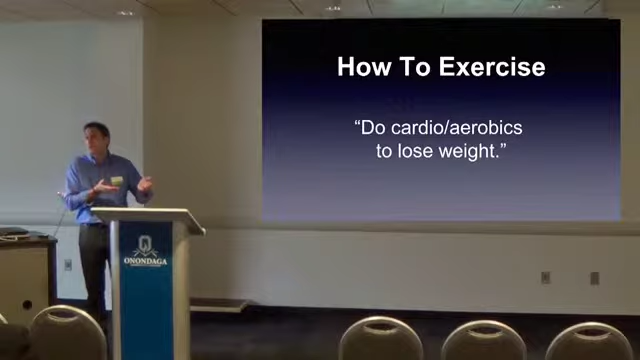 How To Exercise
“Do cardio/aerobics
to lose weight.”
ONONDAGA